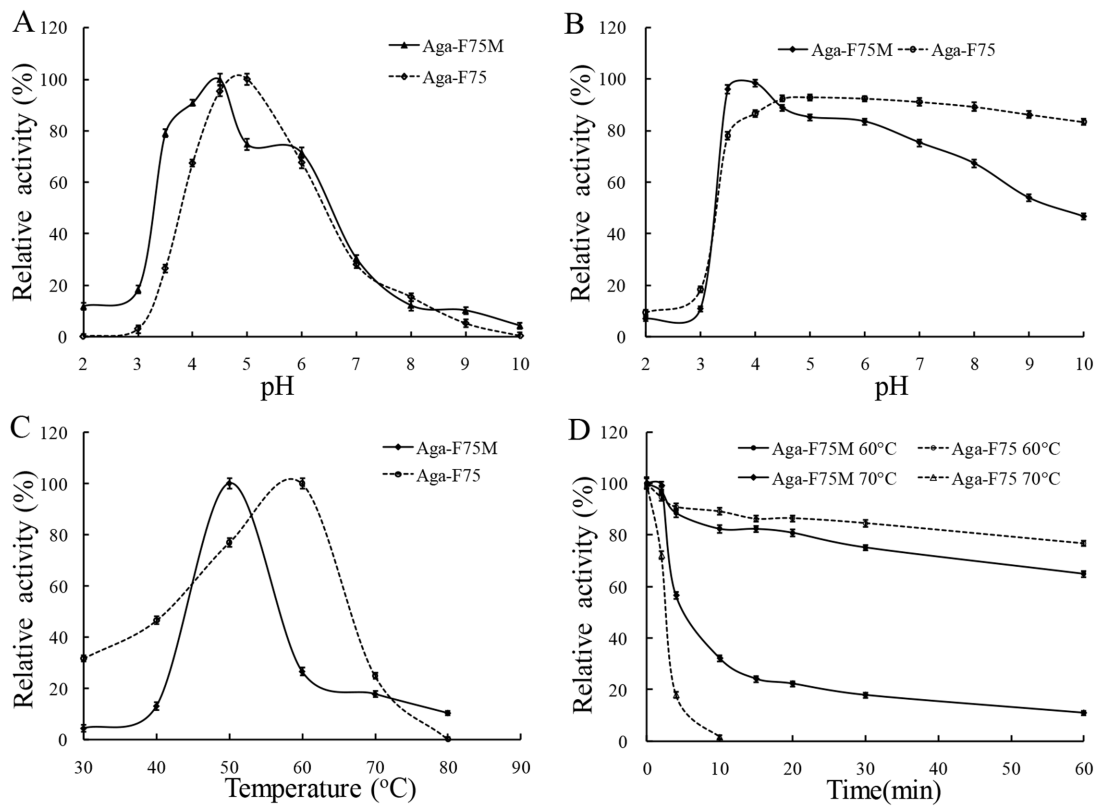 A
Relative activity (%)
120
100
80
60
40
20
0
Aga-F75M
Aga-F75
2 3 4 5 6 7 8 9 10
pH
B
Relative activity (%)
120
100
80
60
40
20
0
Aga-F75M Aga-F75
2 3 4 5 6 7 8 9 10
pH
C
Relative activity (%)
120
100
80
60
40
20
0
Aga-F75M
Aga-F75
30 40 50 60 70 80 90
Temperature (°C)
D
Relative activity (%)
120
100
80
60
40
20
0
Aga-F75M 60°C Aga-F75 60°C
Aga-F75M 70°C Aga-F75 70°C
0 10 20 30 40 50 60
Time(min)